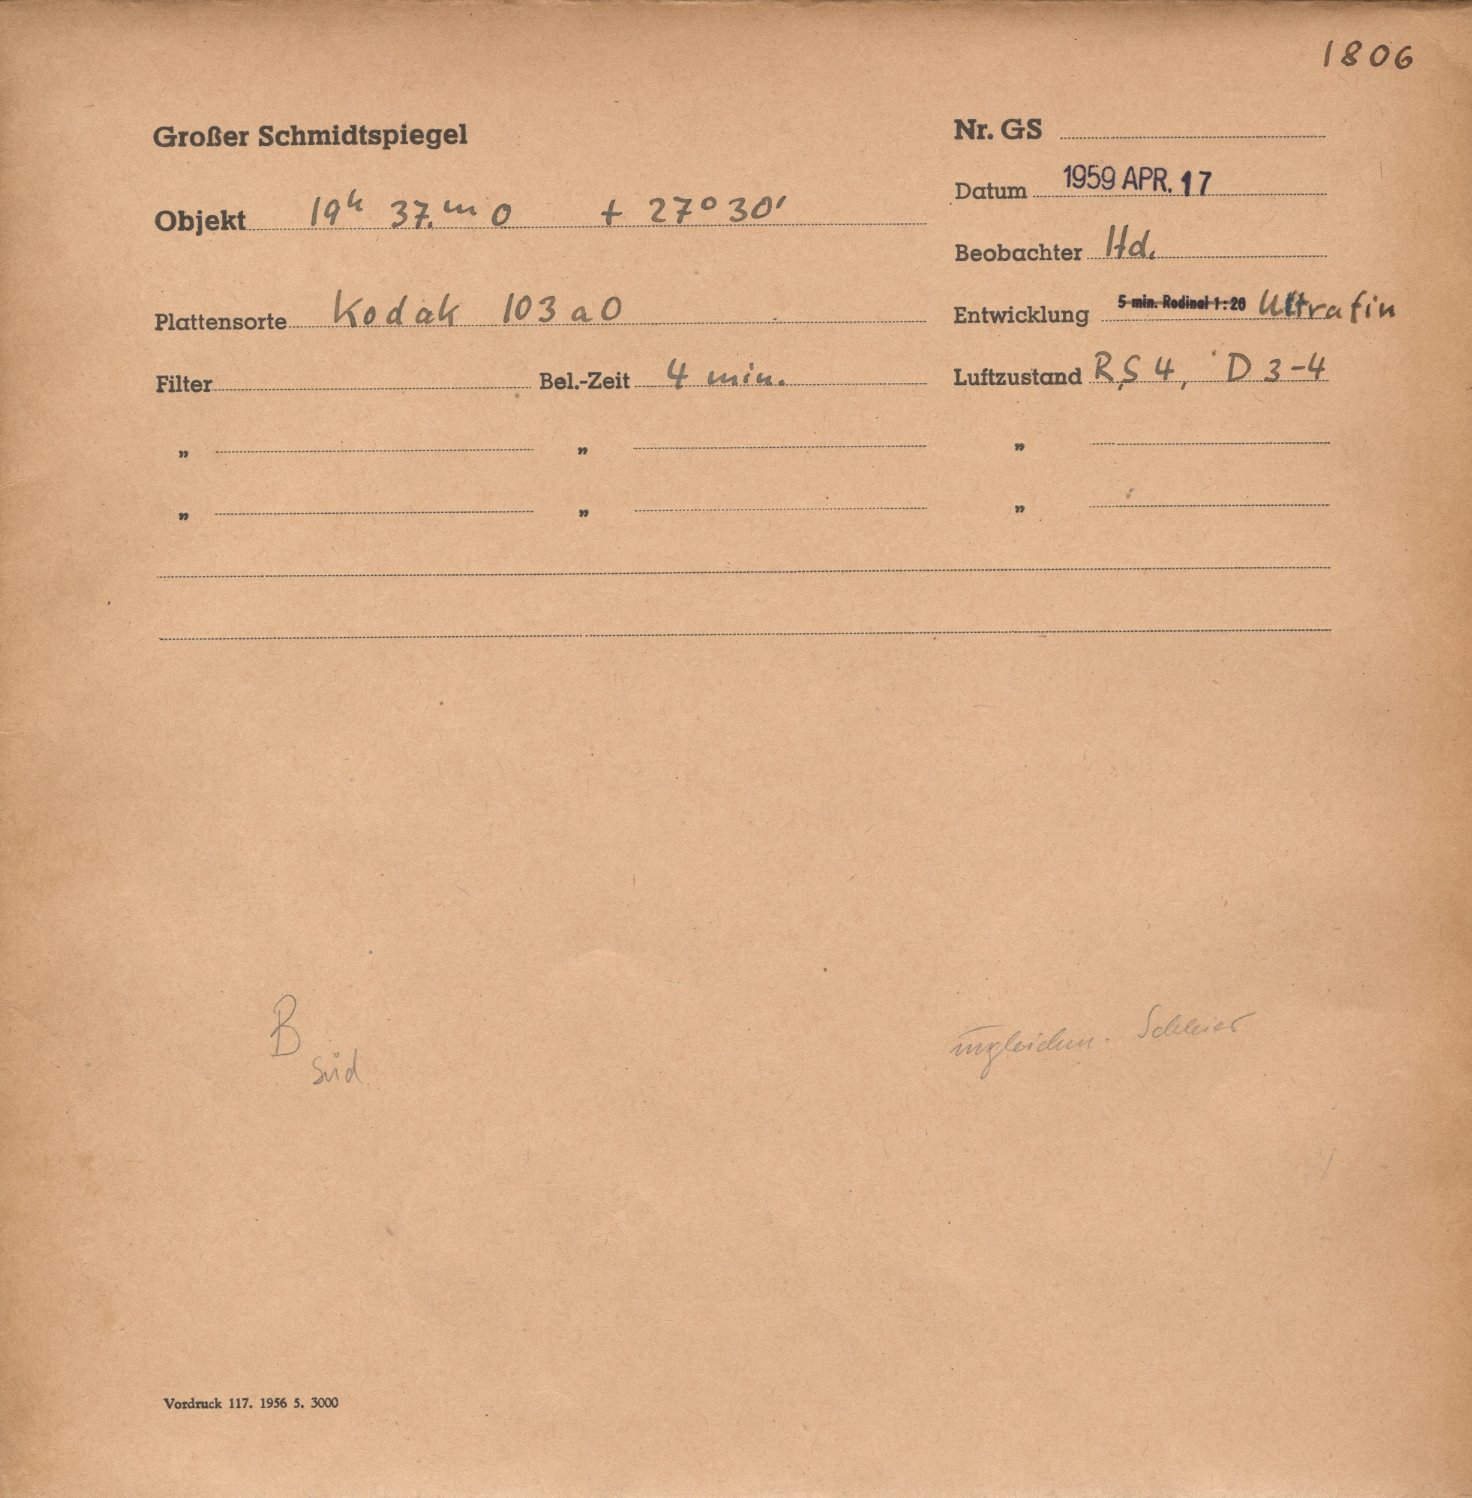 1806
Großer Schmidtspiegel
Nr. GS
Datum 1959 APR. 17
Objekt 19h 37.m 0 + 27° 30'
Beobachter Hd.
Plattensorte Kodak 103 a O
Entwicklung 5 min. Rodinal 1:20 Ultrafin
Filter Bel.-Zeit 4 min. Luftzustand R, S 4, D 3-4
" " "
" " "
B
süd
Schleier
Vordruck 117. 1956 5. 3000